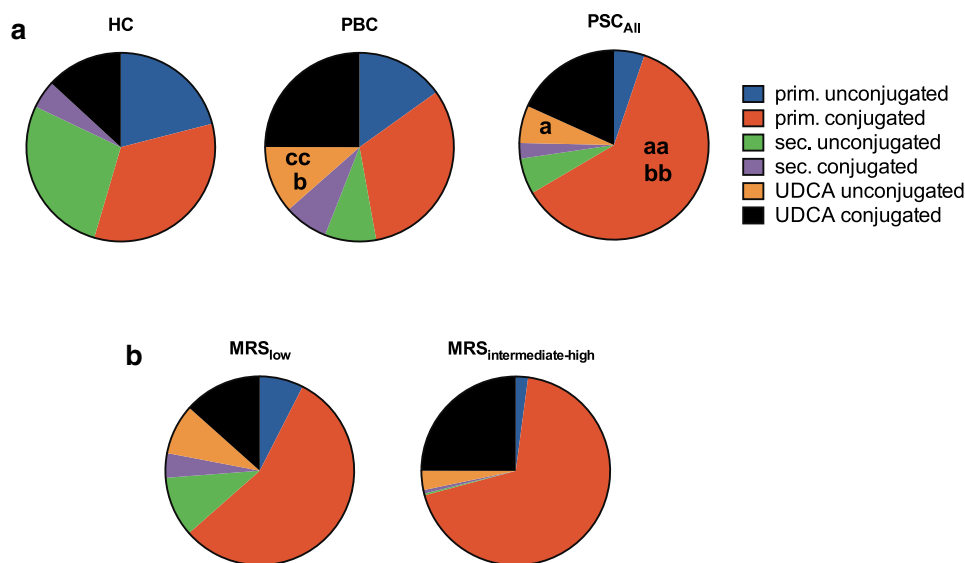 a
HC
PBC
PSCAll
cc
b
a
aa
bb
prim. unconjugated
prim. conjugated
sec. unconjugated
sec. conjugated
UDCA unconjugated
UDCA conjugated
b
MRSlow
MRSintermediate-high